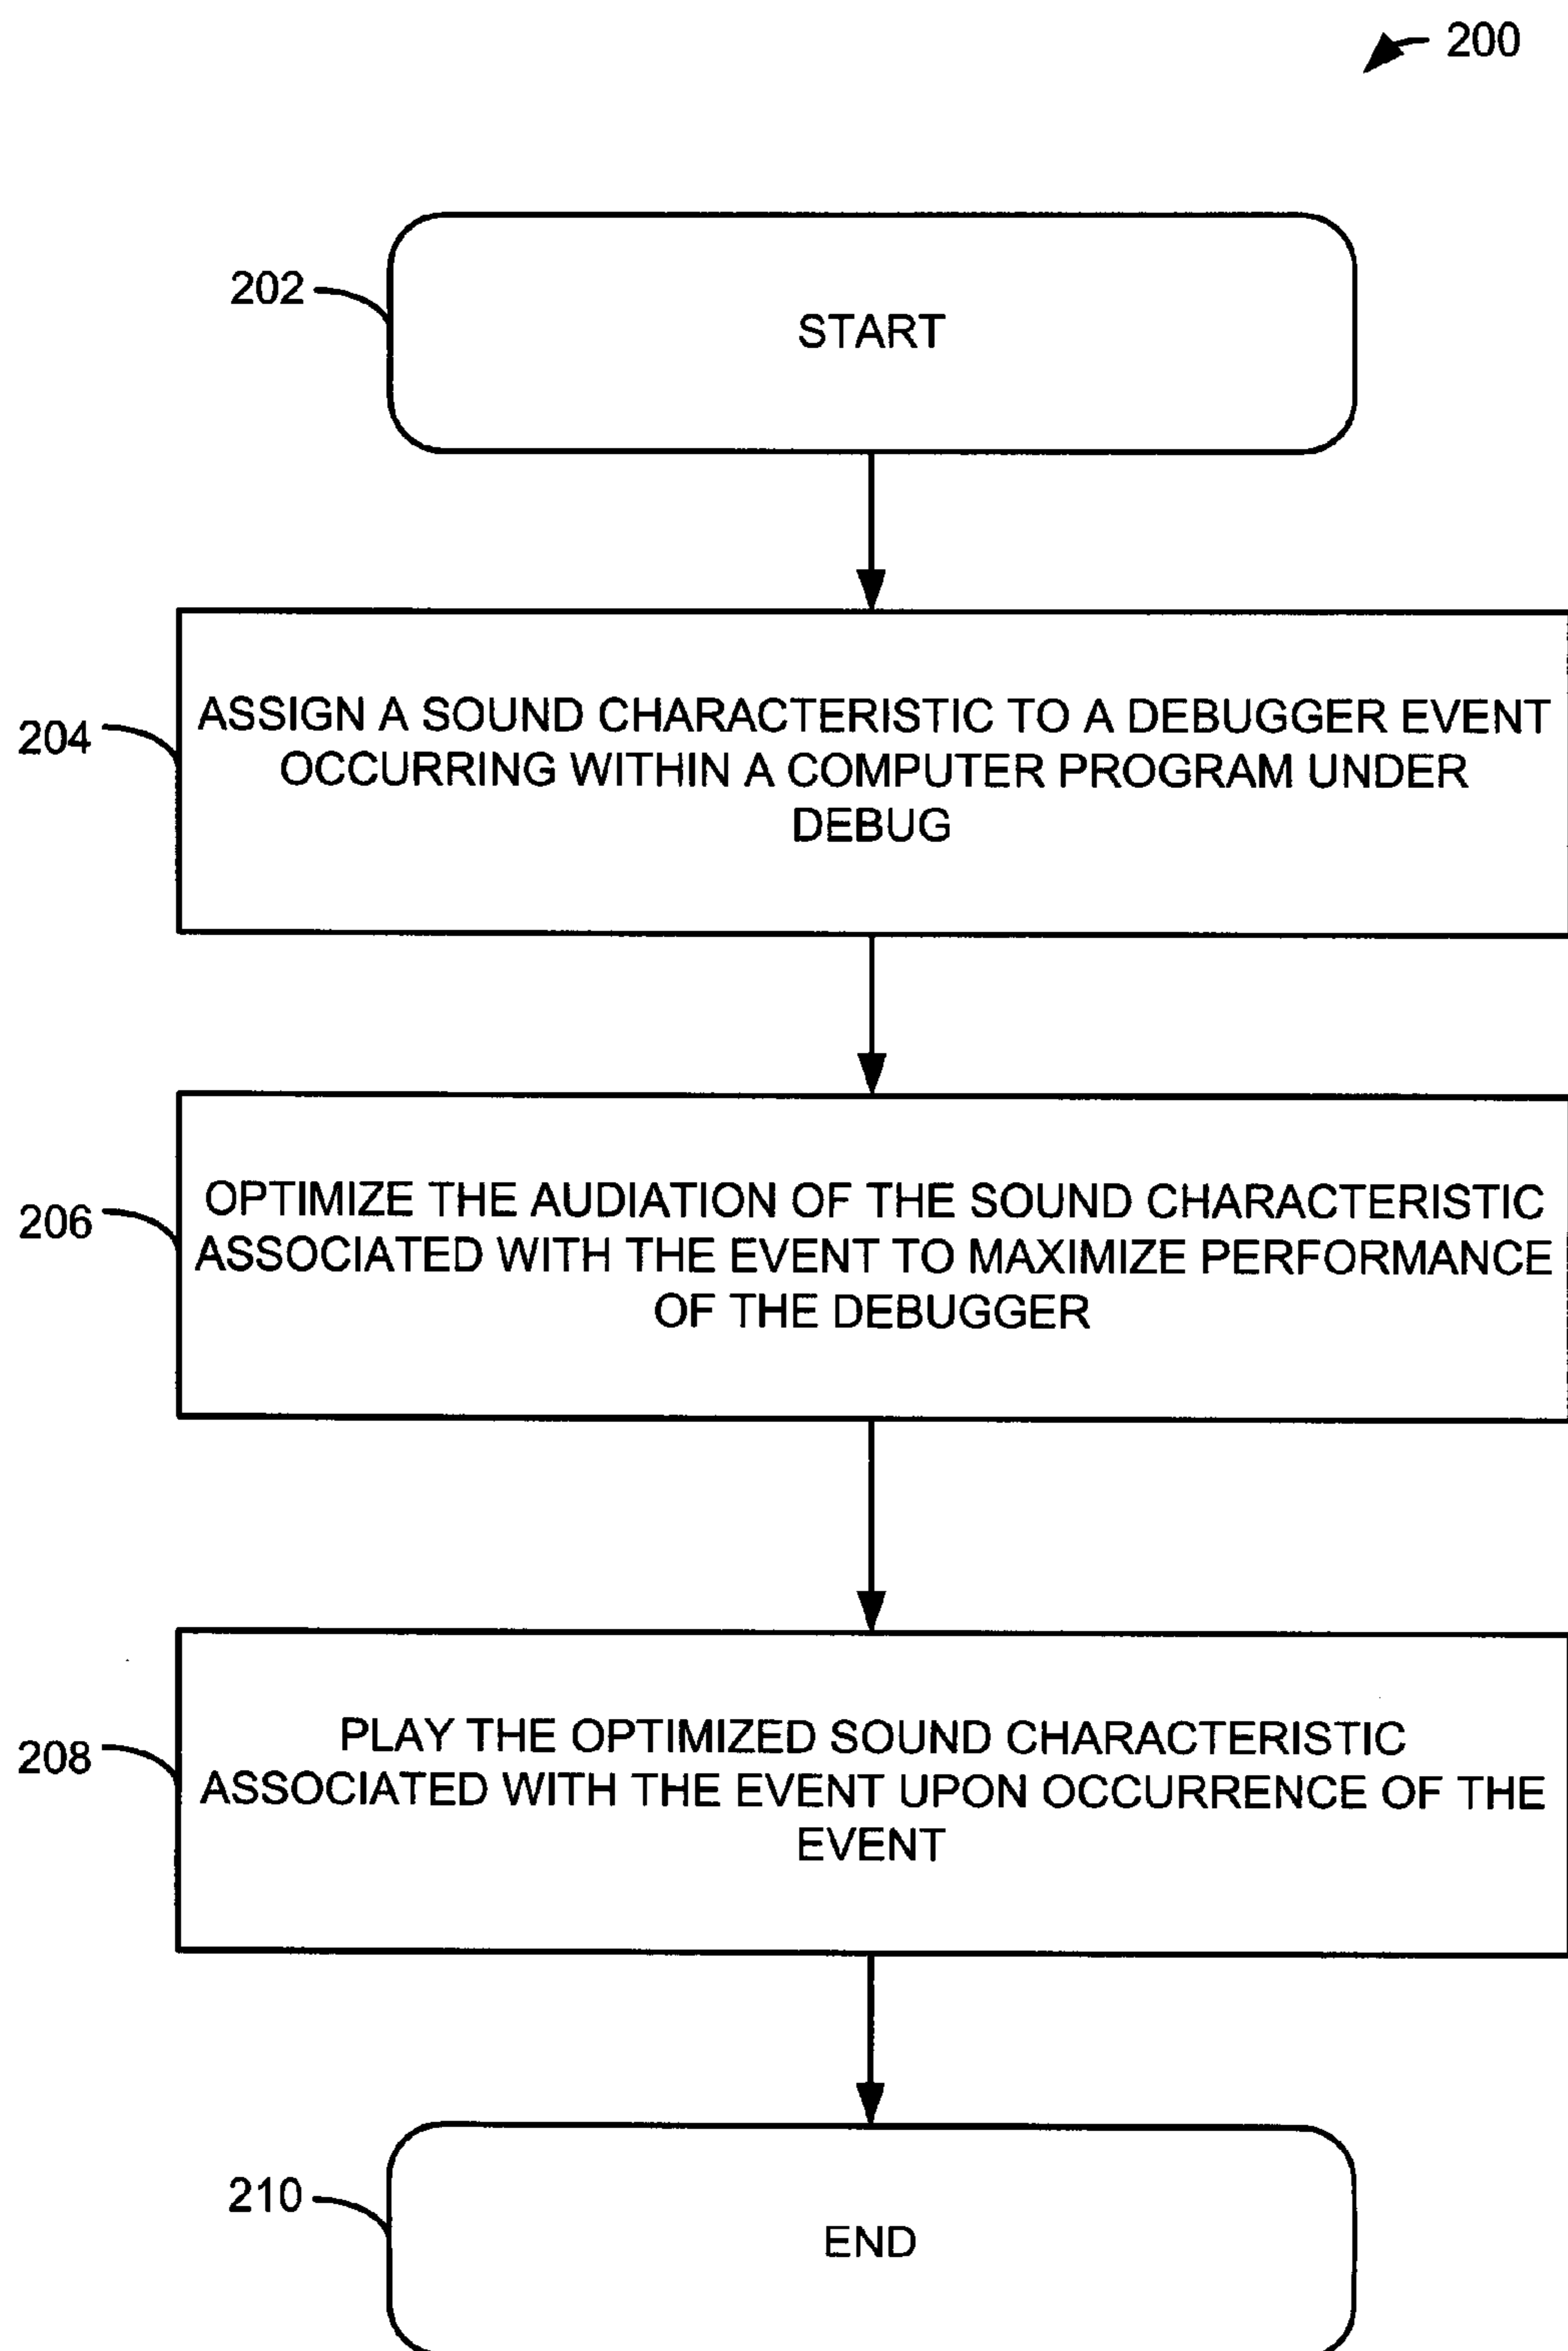 200
202
START
204
ASSIGN A SOUND CHARACTERISTIC TO A DEBUGGER EVENT
OCCURRING WITHIN A COMPUTER PROGRAM UNDER
DEBUG
206
OPTIMIZE THE AUDIATION OF THE SOUND CHARACTERISTIC
ASSOCIATED WITH THE EVENT TO MAXIMIZE PERFORMANCE
OF THE DEBUGGER
208
PLAY THE OPTIMIZED SOUND CHARACTERISTIC
ASSOCIATED WITH THE EVENT UPON OCCURRENCE OF THE
EVENT
210
END